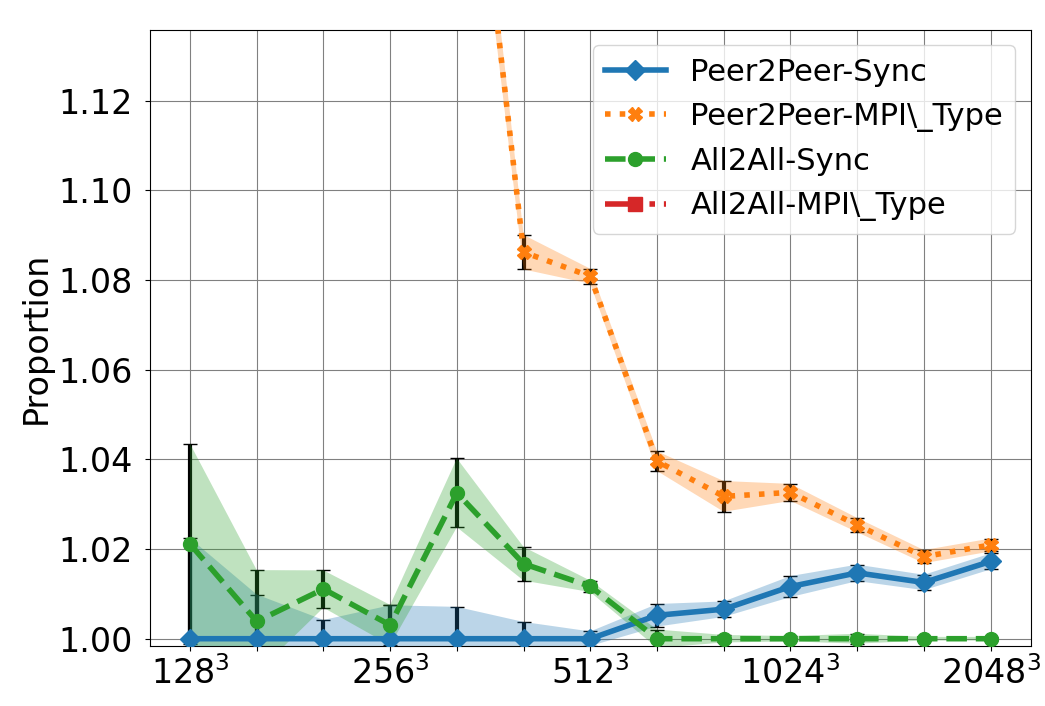 Proportion
1.12
1.10
1.08
1.06
1.04
1.02
1.00
128³
256³
512³
1024³
2048³
Peer2Peer-Sync
Peer2Peer-MPI\_Type
All2All-Sync
All2All-MPI\_Type